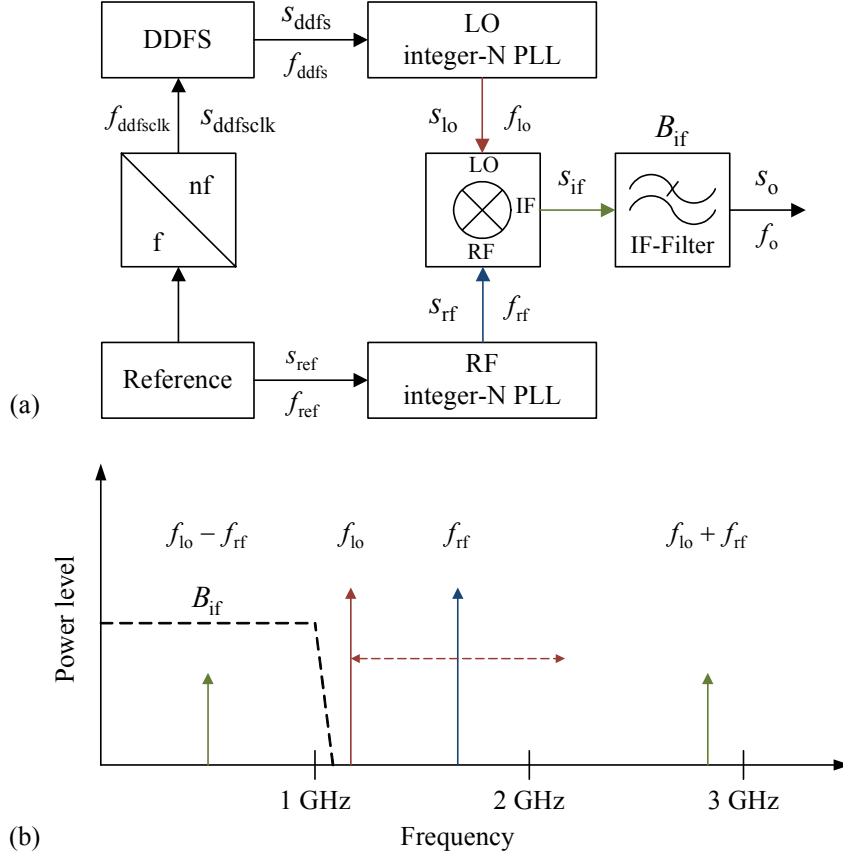 DDFS
s_ddfs
f_ddfs
LO
integer-N PLL
f_ddfsclk
s_ddfsclk
s_lo
f_lo
nf
f
LO
IF
RF
s_if
B_if
IF-Filter
s_o
f_o
s_rf
f_rf
Reference
s_ref
f_ref
RF
integer-N PLL
(a)
f_lo − f_rf
f_lo
f_rf
f_lo + f_rf
B_if
Power level
1 GHz
2 GHz
3 GHz
Frequency
(b)